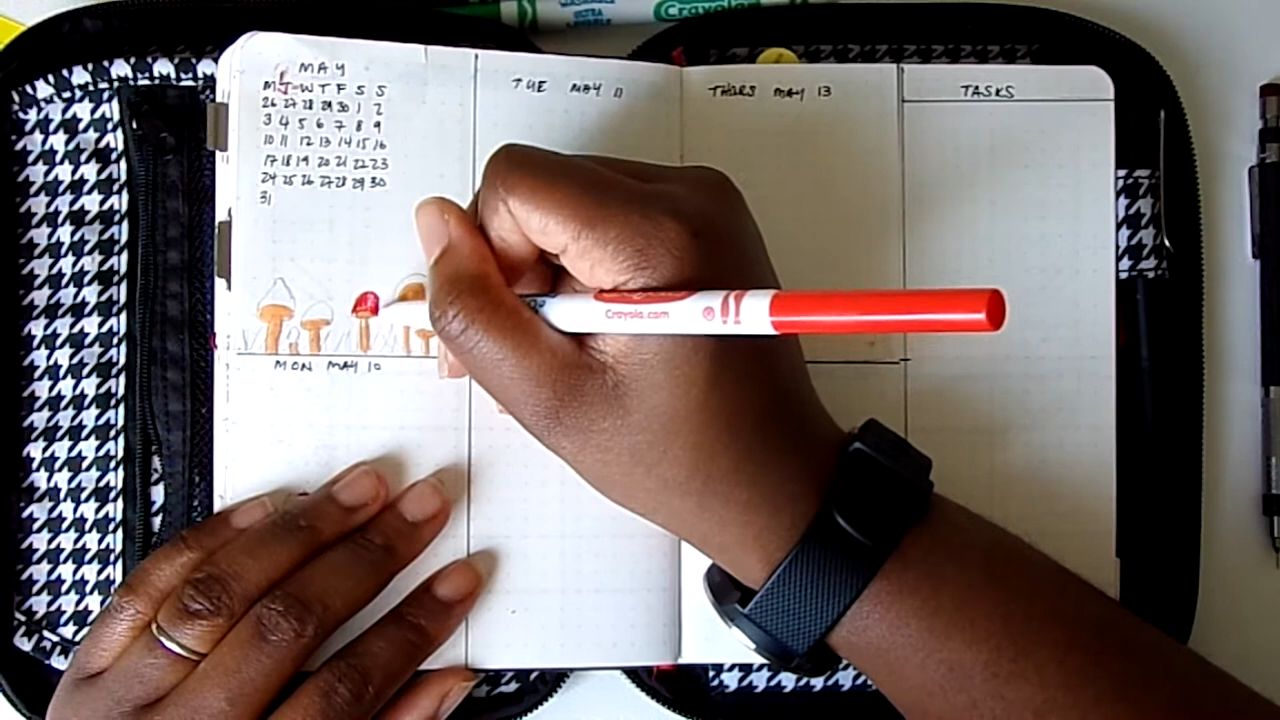 Crayola
MAY
M T W T F S S
26 27 28 29 30 1 2
3 4 5 6 7 8 9
10 11 12 13 14 15 16
17 18 19 20 21 22 23
24 25 26 27 28 29 30
31
MON MAY 10
TUE MAY 11
THURS MAY 13
TASKS
Crayola.com